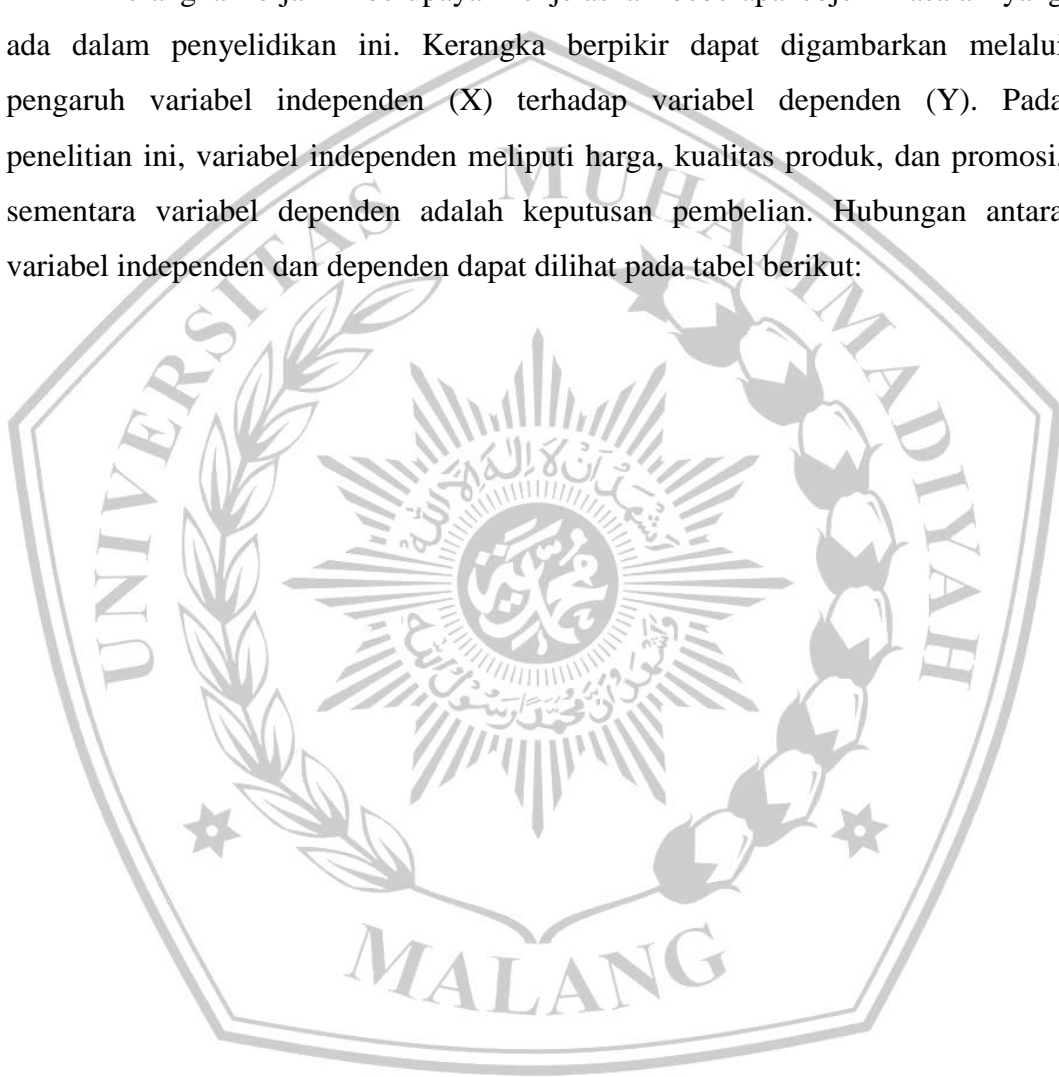 ada dalam penyelidikan ini. Kerangka berpikir dapat digambarkan melalui
pengaruh variabel independen (X) terhadap variabel dependen (Y). Pada
penelitian ini, variabel independen meliputi harga, kualitas produk, dan promosi,
sementara variabel dependen adalah keputusan pembelian. Hubungan antara
variabel independen dan dependen dapat dilihat pada tabel berikut:
UNIVERSITAS MUHAMMADIYAH
MALANG